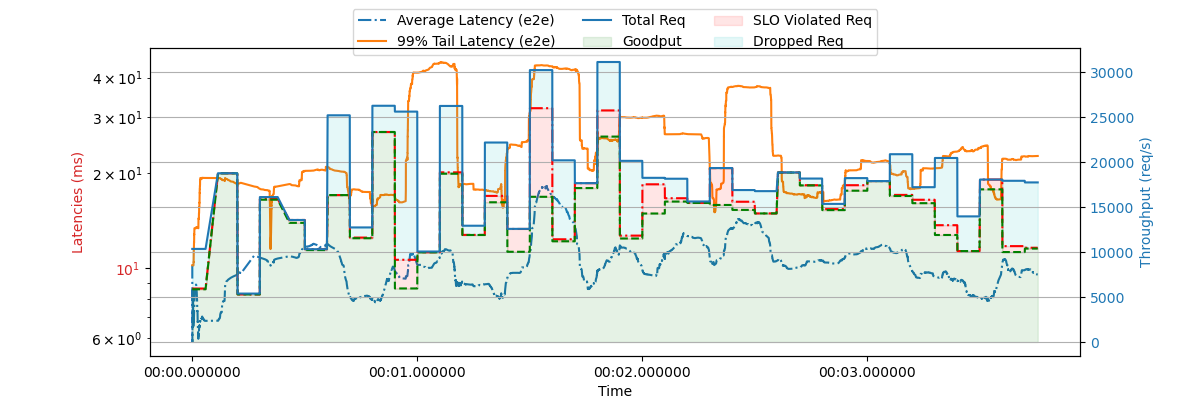 Average Latency (e2e)
99% Tail Latency (e2e)
Total Req
Goodput
SLO Violated Req
Dropped Req
Latencies (ms)
4 × 10¹
3 × 10¹
2 × 10¹
10¹
6 × 10⁰
30000
25000
20000
15000
10000
5000
0
Throughput (req/s)
00:00.000000
00:01.000000
00:02.000000
00:03.000000
Time